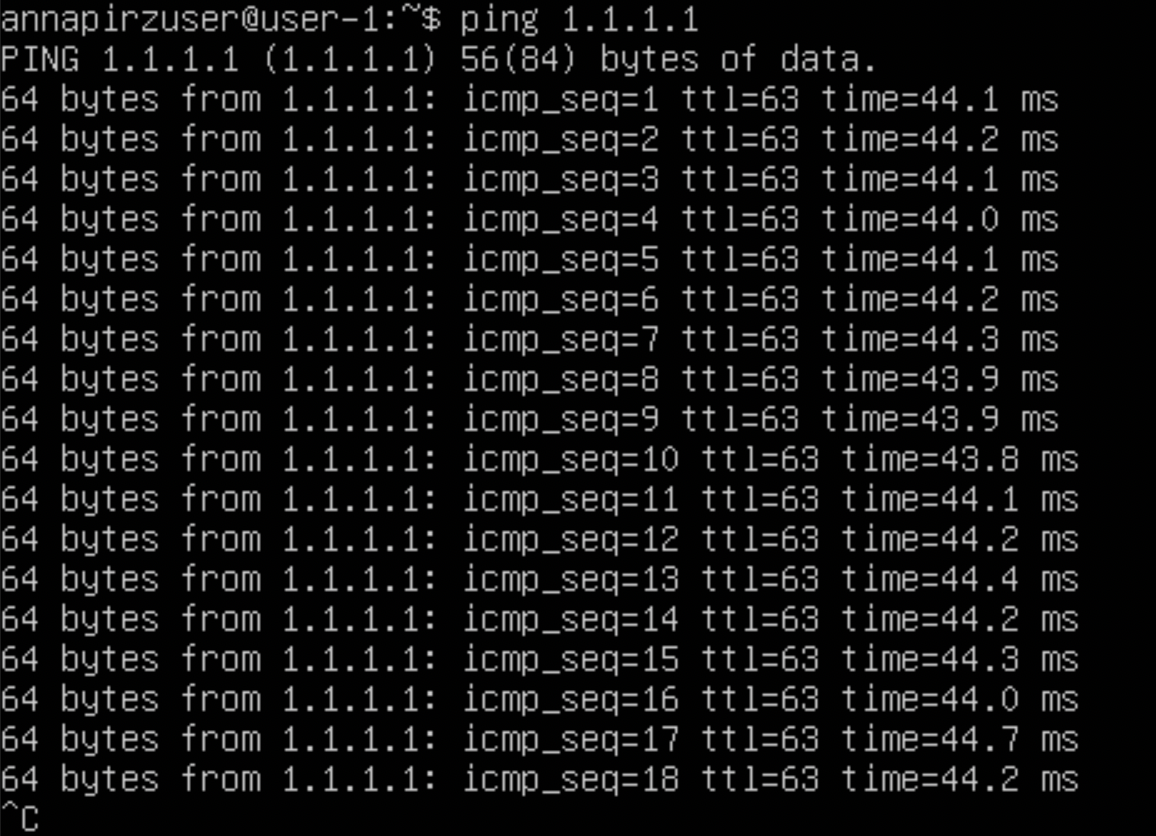 annapirzuser@user-1:~$ ping 1.1.1.1
PING 1.1.1.1 (1.1.1.1) 56(84) bytes of data.
64 bytes from 1.1.1.1: icmp_seq=1 ttl=63 time=44.1 ms
64 bytes from 1.1.1.1: icmp_seq=2 ttl=63 time=44.2 ms
64 bytes from 1.1.1.1: icmp_seq=3 ttl=63 time=44.1 ms
64 bytes from 1.1.1.1: icmp_seq=4 ttl=63 time=44.0 ms
64 bytes from 1.1.1.1: icmp_seq=5 ttl=63 time=44.1 ms
64 bytes from 1.1.1.1: icmp_seq=6 ttl=63 time=44.2 ms
64 bytes from 1.1.1.1: icmp_seq=7 ttl=63 time=44.3 ms
64 bytes from 1.1.1.1: icmp_seq=8 ttl=63 time=43.9 ms
64 bytes from 1.1.1.1: icmp_seq=9 ttl=63 time=43.9 ms
64 bytes from 1.1.1.1: icmp_seq=10 ttl=63 time=43.8 ms
64 bytes from 1.1.1.1: icmp_seq=11 ttl=63 time=44.1 ms
64 bytes from 1.1.1.1: icmp_seq=12 ttl=63 time=44.2 ms
64 bytes from 1.1.1.1: icmp_seq=13 ttl=63 time=44.4 ms
64 bytes from 1.1.1.1: icmp_seq=14 ttl=63 time=44.2 ms
64 bytes from 1.1.1.1: icmp_seq=15 ttl=63 time=44.3 ms
64 bytes from 1.1.1.1: icmp_seq=16 ttl=63 time=44.0 ms
64 bytes from 1.1.1.1: icmp_seq=17 ttl=63 time=44.7 ms
64 bytes from 1.1.1.1: icmp_seq=18 ttl=63 time=44.2 ms
^C